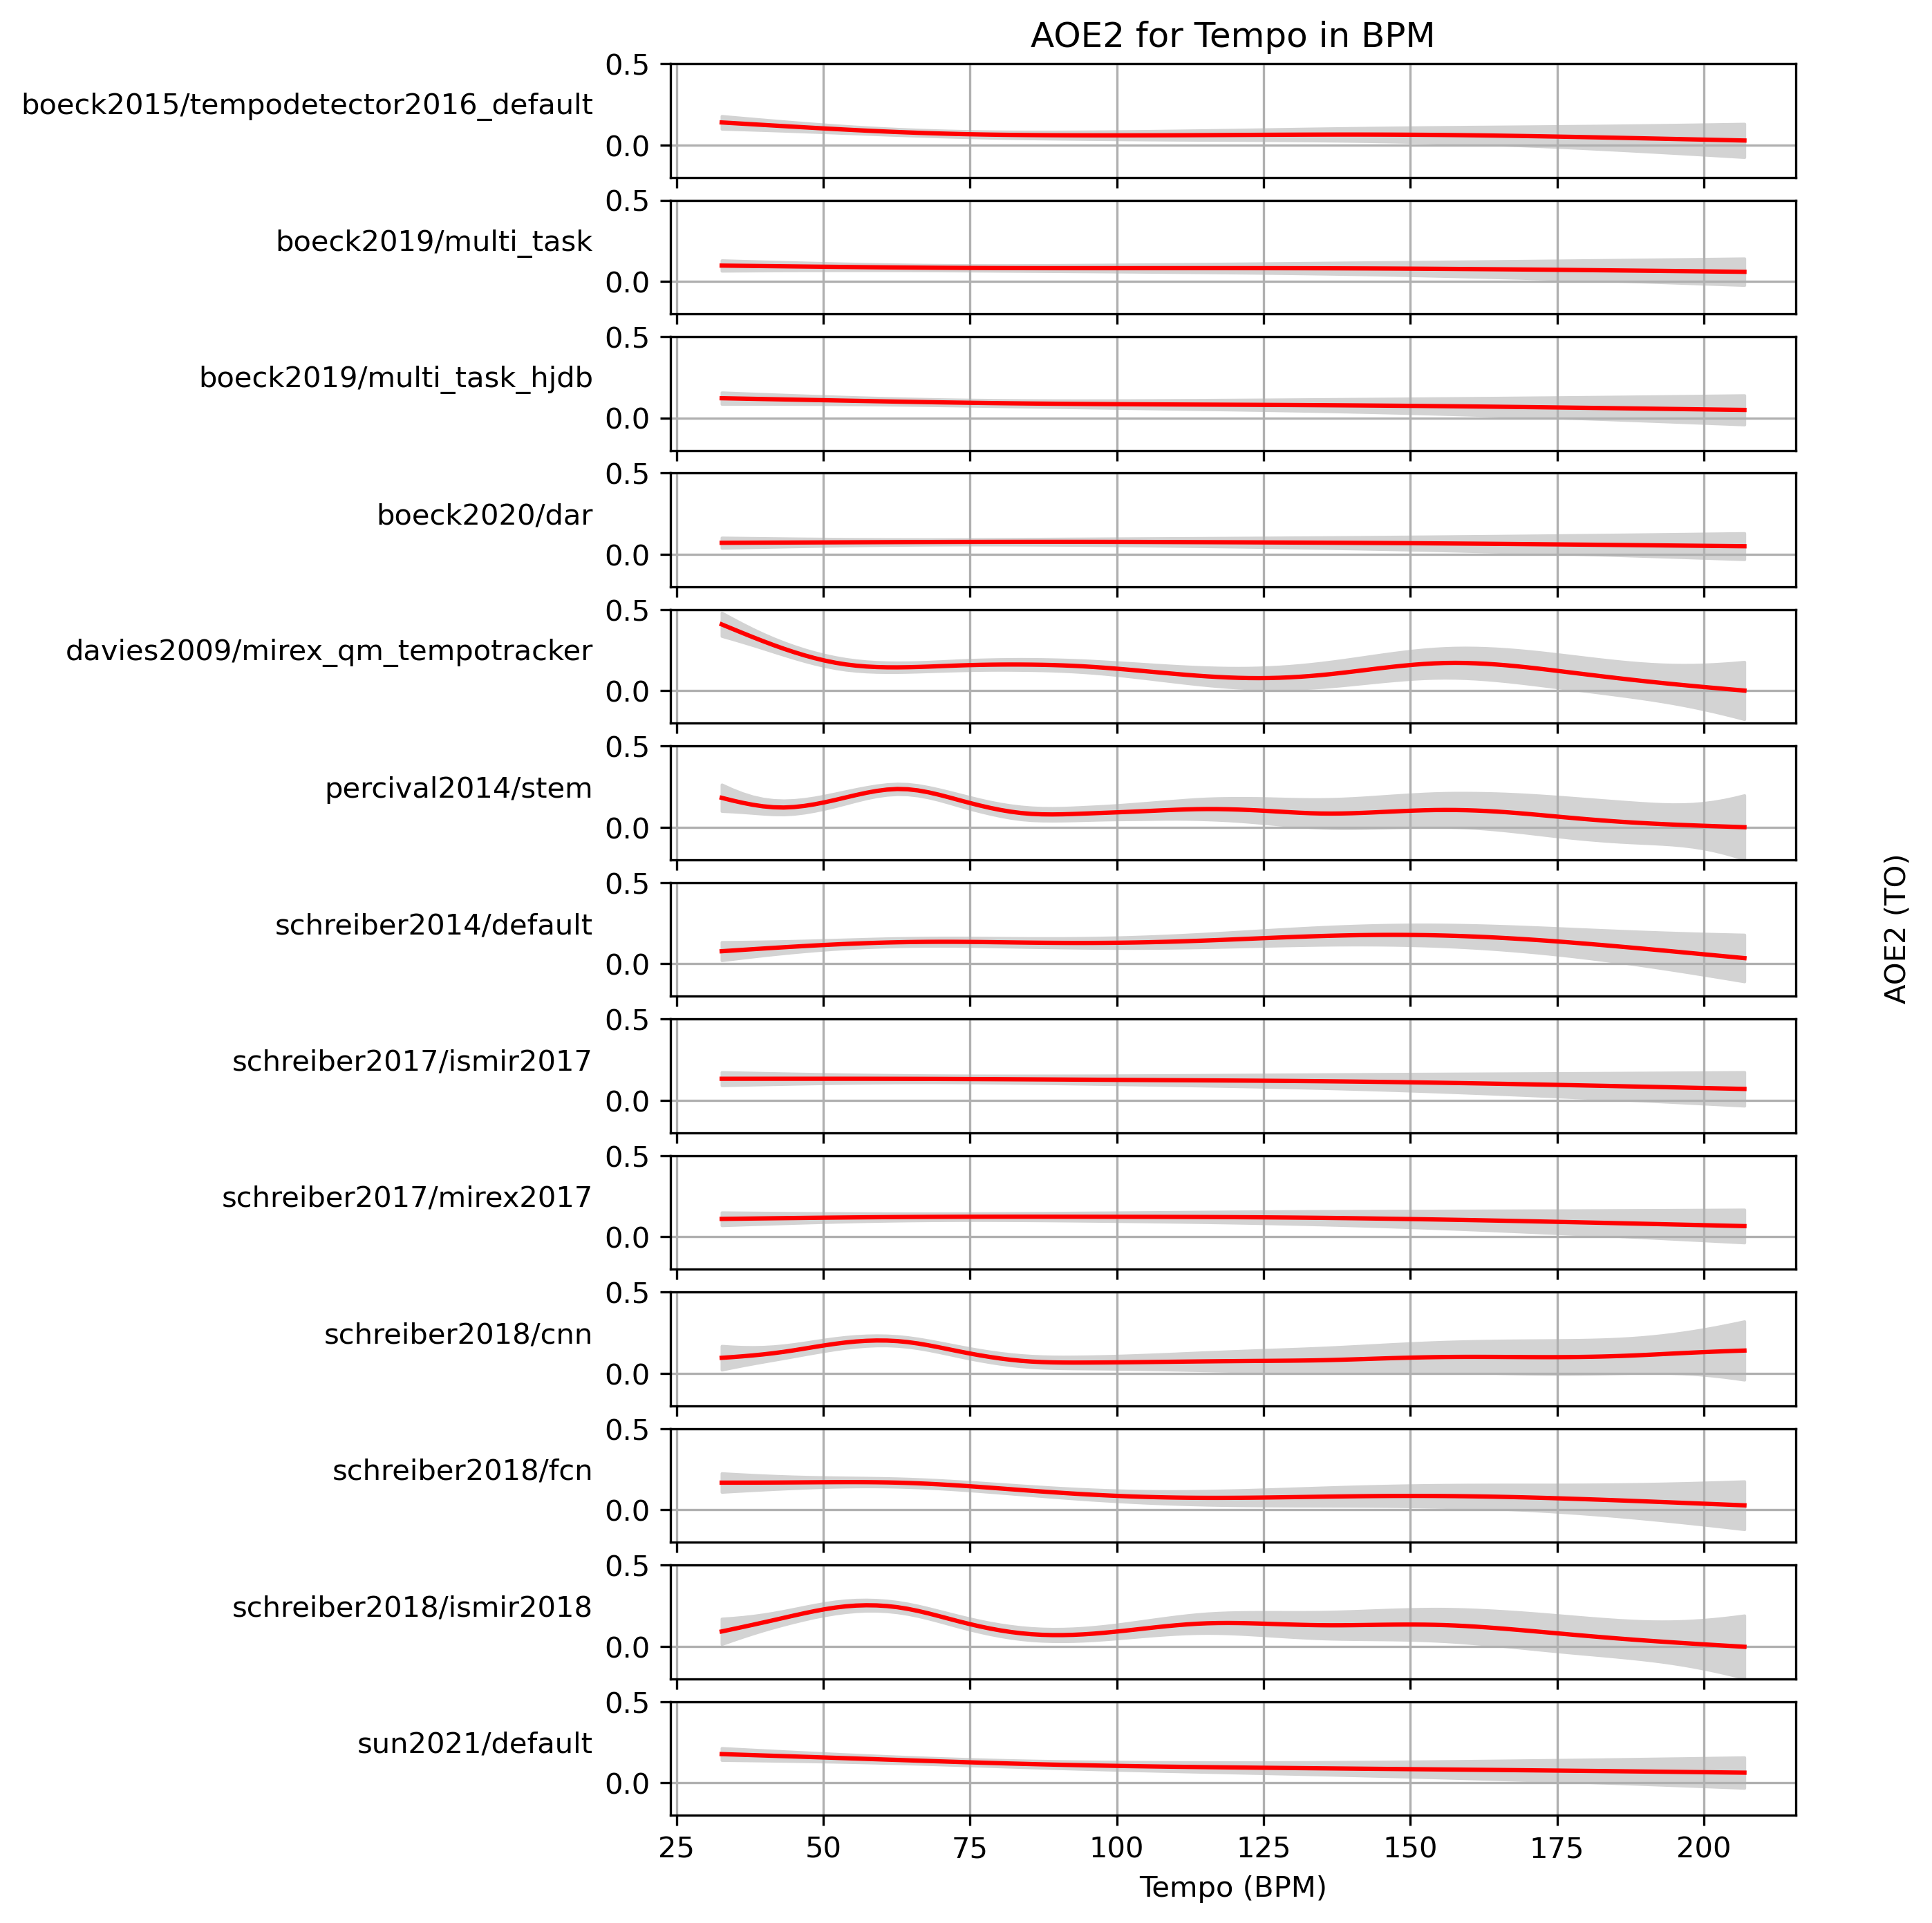 AOE2 for Tempo in BPM
boeck2015/tempodetector2016_default
0.5
0.0
boeck2019/multi_task
0.5
0.0
boeck2019/multi_task_hjdb
0.5
0.0
boeck2020/dar
0.5
0.0
davies2009/mirex_qm_tempotracker
0.5
0.0
percival2014/stem
0.5
0.0
schreiber2014/default
0.5
0.0
AOE2 (TO)
schreiber2017/ismir2017
0.5
0.0
schreiber2017/mirex2017
0.5
0.0
schreiber2018/cnn
0.5
0.0
schreiber2018/fcn
0.5
0.0
schreiber2018/ismir2018
0.5
0.0
sun2021/default
0.5
0.0
25 50 75 100 125 150 175 200
Tempo (BPM)